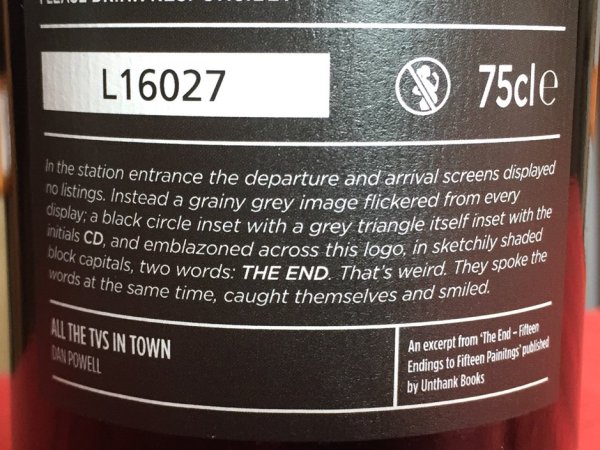 PLEASE DRINK RESPONSIBLY
L16027
75cl e
In the station entrance the departure and arrival screens displayed
no listings. Instead a grainy grey image flickered from every
display; a black circle inset with a grey triangle itself inset with the
initials CD, and emblazoned across this logo, in sketchily shaded
block capitals, two words: THE END. That's weird. They spoke the
words at the same time, caught themselves and smiled.
ALL THE TVS IN TOWN
DAN POWELL
An excerpt from 'The End – Fifteen
Endings to Fifteen Painitngs' published
by Unthank Books